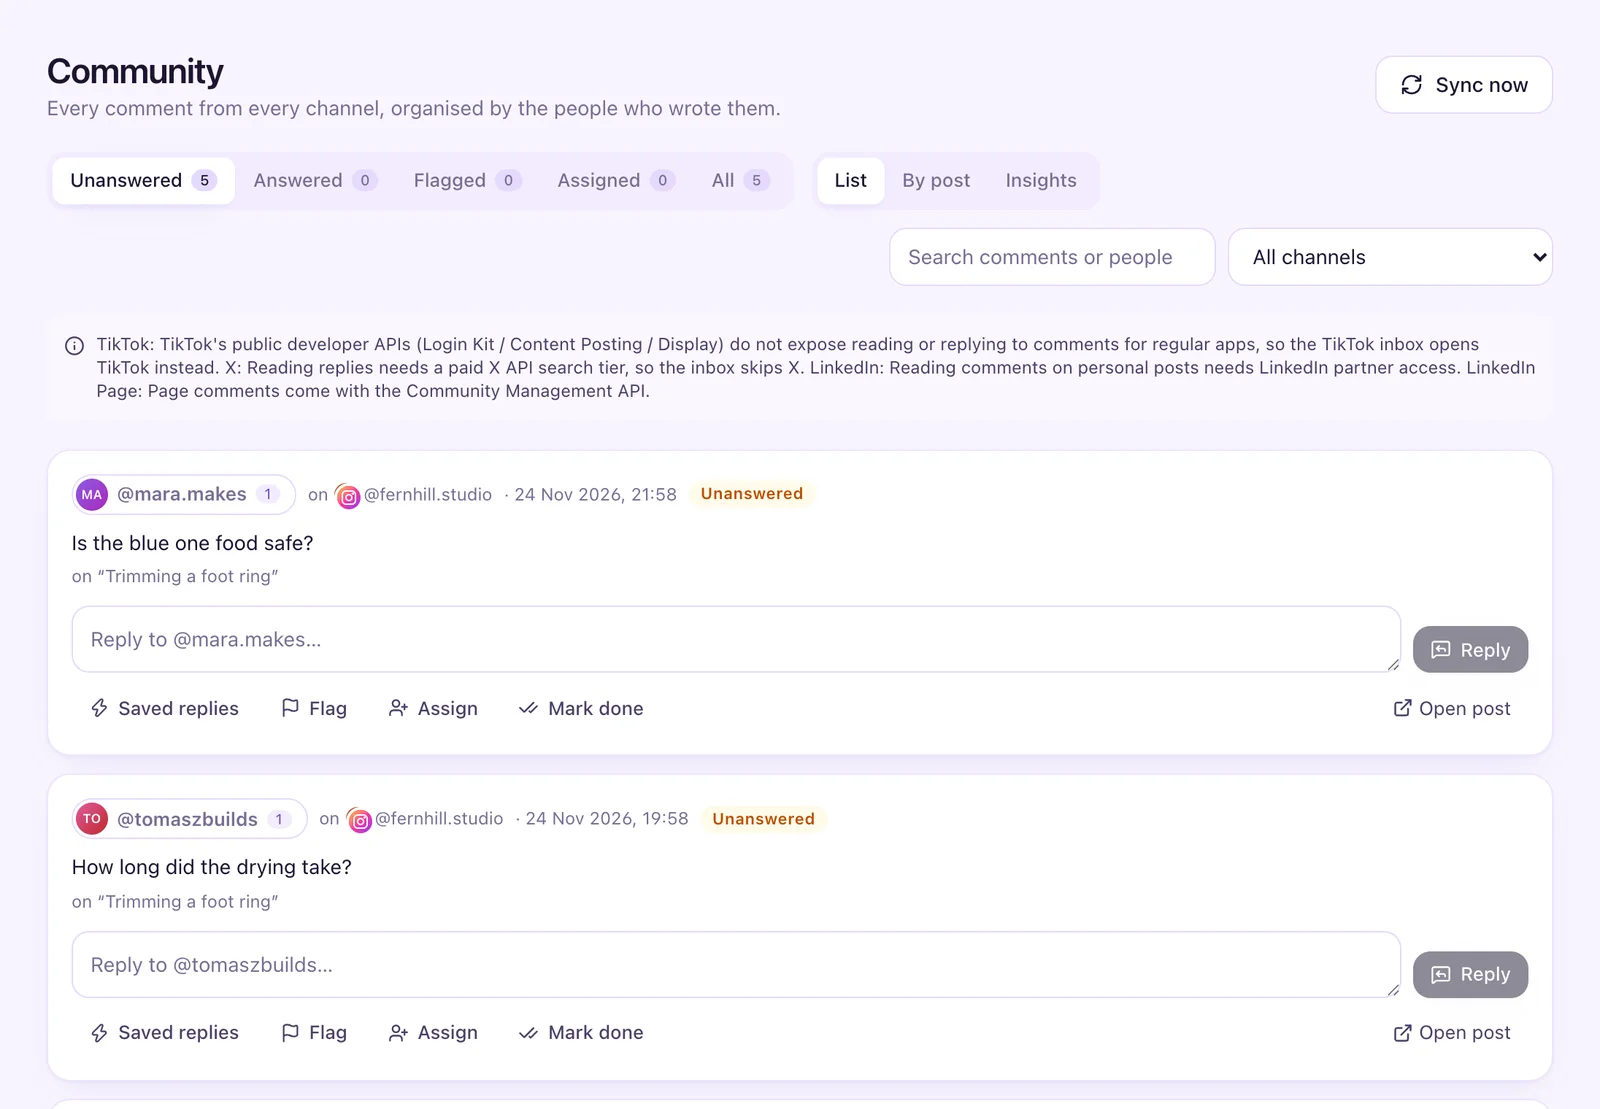 Community
Every comment from every channel, organised by the people who wrote them.
Sync now
Unanswered 5 Answered 0 Flagged 0 Assigned 0 All 5
List By post Insights
Search comments or people
All channels
TikTok: TikTok's public developer APIs (Login Kit / Content Posting / Display) do not expose reading or replying to comments for regular apps, so the TikTok inbox opens
TikTok instead. X: Reading replies needs a paid X API search tier, so the inbox skips X. LinkedIn: Reading comments on personal posts needs LinkedIn partner access. LinkedIn
Page: Page comments come with the Community Management API.
MA @mara.makes 1 on @fernhill.studio · 24 Nov 2026, 21:58 Unanswered
Is the blue one food safe?
on “Trimming a foot ring”
Reply to @mara.makes...
Reply
Saved replies Flag Assign Mark done Open post
TO @tomaszbuilds 1 on @fernhill.studio · 24 Nov 2026, 19:58 Unanswered
How long did the drying take?
on “Trimming a foot ring”
Reply to @tomaszbuilds...
Reply
Saved replies Flag Assign Mark done Open post